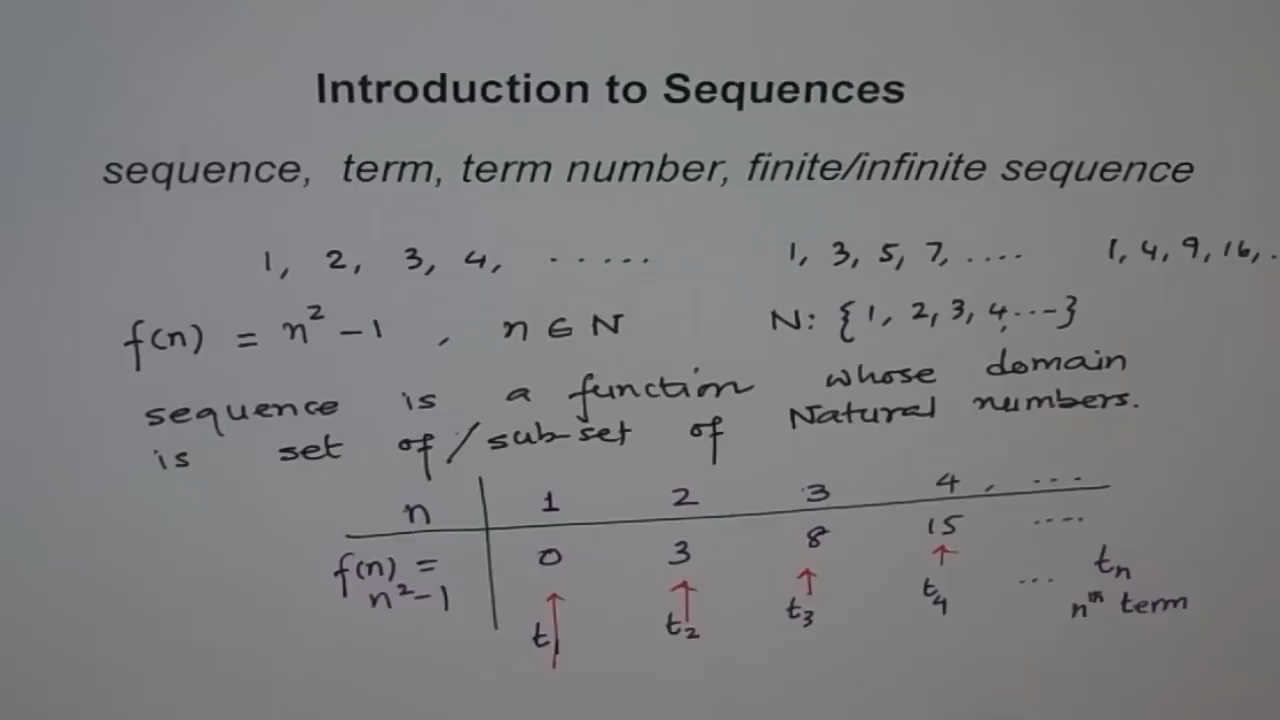 Introduction to Sequences
sequence, term, term number, finite/infinite sequence
1, 2, 3, 4, ...... 1, 3, 5, 7, .... 1, 4, 9, 16, .
f(n) = n² - 1 , n ∈ N N: {1, 2, 3, 4...-}
sequence is a function whose domain
is set of/subset of Natural numbers.
n 1 2 3 4, ...
f(n) = n²-1 0 3 8 15 ....
t1 t2 t3 t4 ... tn
nth term